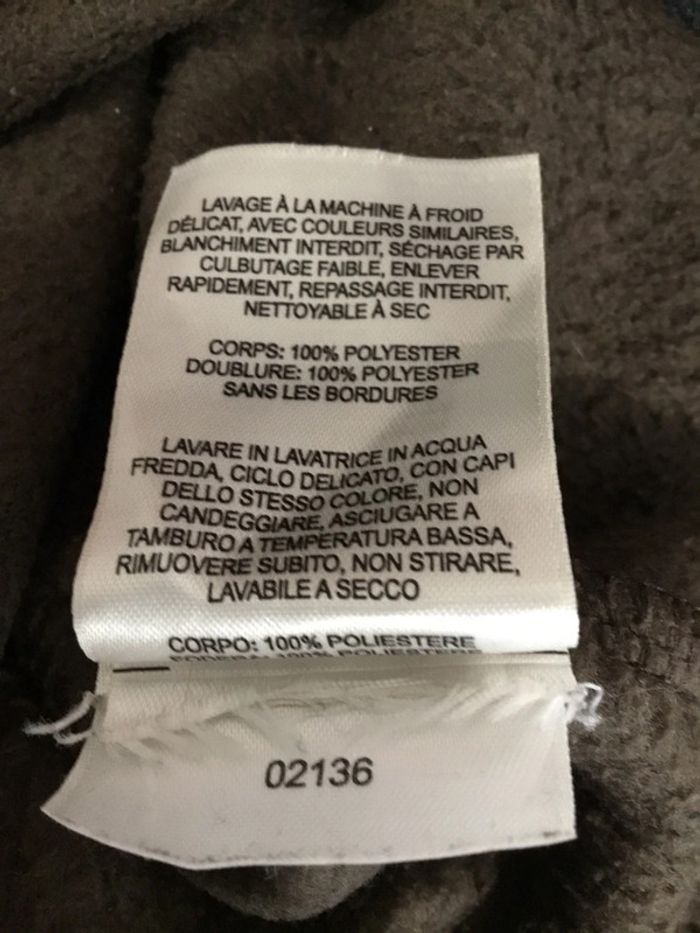 LAVAGE À LA MACHINE À FROID
DÉLICAT, AVEC COULEURS SIMILAIRES,
BLANCHIMENT INTERDIT, SÉCHAGE PAR
CULBUTAGE FAIBLE, ENLEVER
RAPIDEMENT, REPASSAGE INTERDIT,
NETTOYABLE À SEC
CORPS: 100% POLYESTER
DOUBLURE: 100% POLYESTER
SANS LES BORDURES
LAVARE IN LAVATRICE IN ACQUA
FREDDA, CICLO DELICATO, CON CAPI
DELLO STESSO COLORE, NON
CANDEGGIARE, ASCIUGARE A
TAMBURO A TEMPERATURA BASSA,
RIMUOVERE SUBITO, NON STIRARE,
LAVABILE A SECCO
CORPO: 100% POLIESTERE
FODERA: 100% POLIESTERE
02136